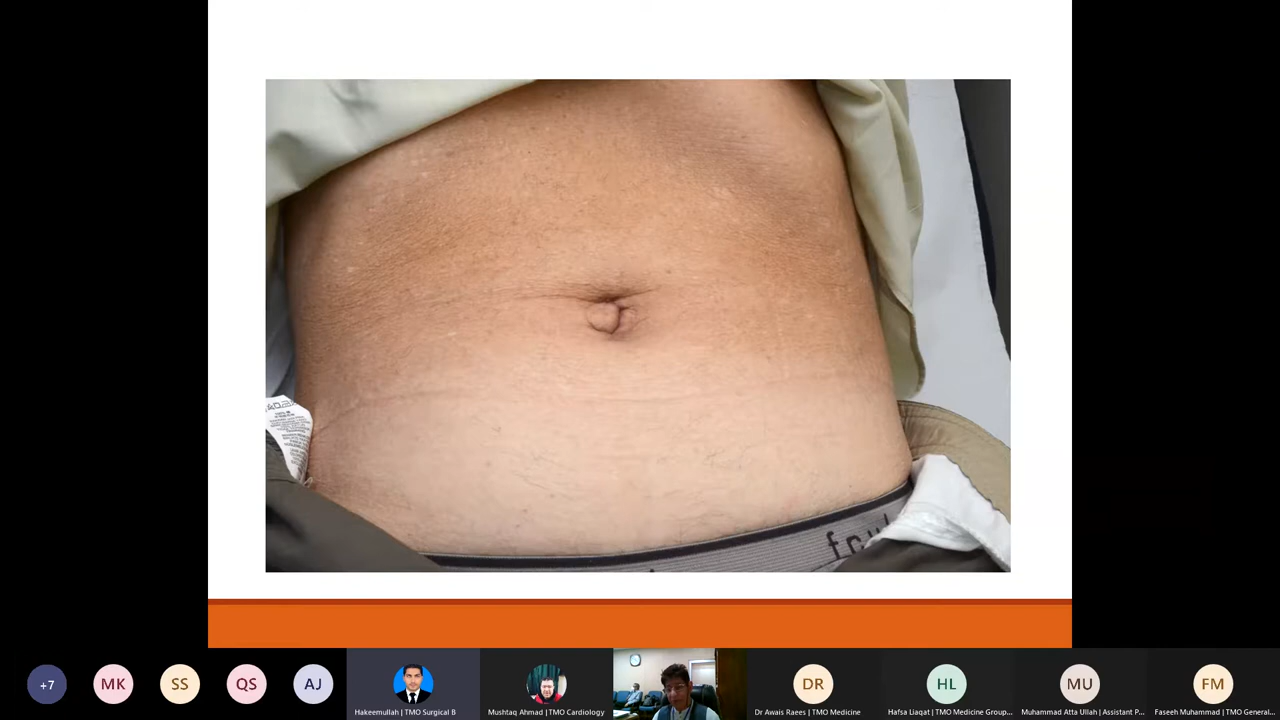 +7
MK
SS
QS
AJ
DR
HL
MU
FM
Hakeemullah | TMO Surgical B
Mushtaq Ahmad | TMO Cardiology
Dr Awais Raees | TMO Medicine
Hafsa Liaqat | TMO Medicine Group...
Muhammad Atta Ullah | Assistant P...
Faseeh Muhammad | TMO General...